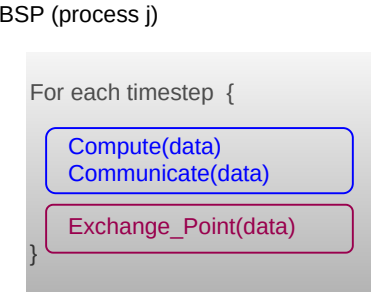 BSP (process j)
For each timestep {
Compute(data)
Communicate(data)
Exchange_Point(data)
}